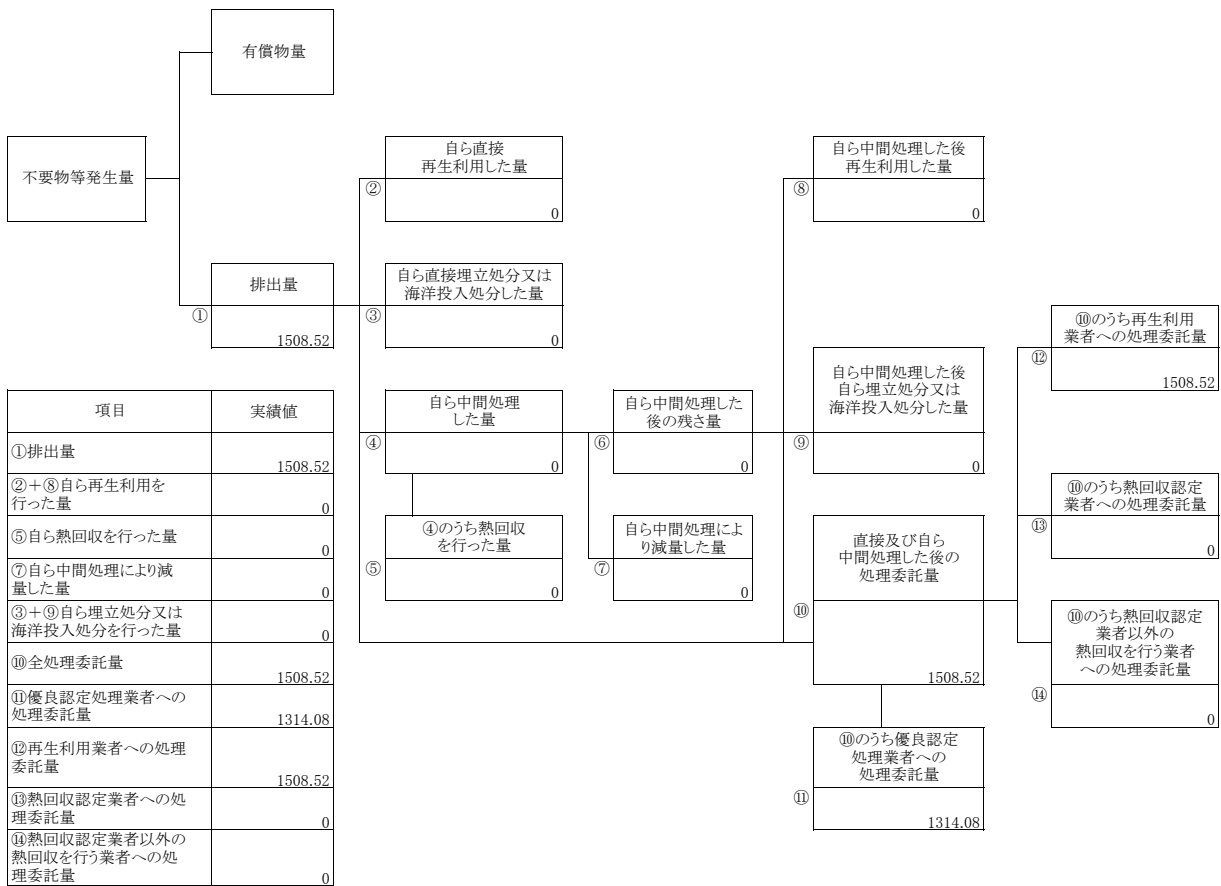 有償物量
不要物等発生量
排出量
①
1508.52
自ら直接
再生利用した量
②
0
自ら直接埋立処分又は
海洋投入処分した量
③
0
自ら中間処理
した量
④
0
④のうち熱回収
を行った量
⑤
0
自ら中間処理した
後の残さ量
⑥
0
自ら中間処理によ
り減量した量
⑦
0
自ら中間処理した後
再生利用した量
⑧
0
自ら中間処理した後
自ら埋立処分又は
海洋投入処分した量
⑨
0
直接及び自ら
中間処理した後の
処理委託量
⑩
1508.52
⑩のうち優良認定
処理業者への
処理委託量
⑪
1314.08
⑩のうち再生利用
業者への処理委託量
⑫
1508.52
⑩のうち熱回収認定
業者への処理委託量
⑬
0
⑩のうち熱回収認定
業者以外の
熱回収を行う業者
への処理委託量
⑭
0
項目 実績値
①排出量
1508.52
②＋⑧自ら再生利用を
行った量
0
⑤自ら熱回収を行った量
0
⑦自ら中間処理により減
量した量
0
③＋⑨自ら埋立処分又は
海洋投入処分を行った量
0
⑩全処理委託量
1508.52
⑪優良認定処理業者への
処理委託量
1314.08
⑫再生利用業者への処理
委託量
1508.52
⑬熱回収認定業者への処
理委託量
0
⑭熱回収認定業者以外の
熱回収を行う業者への処
理委託量
0